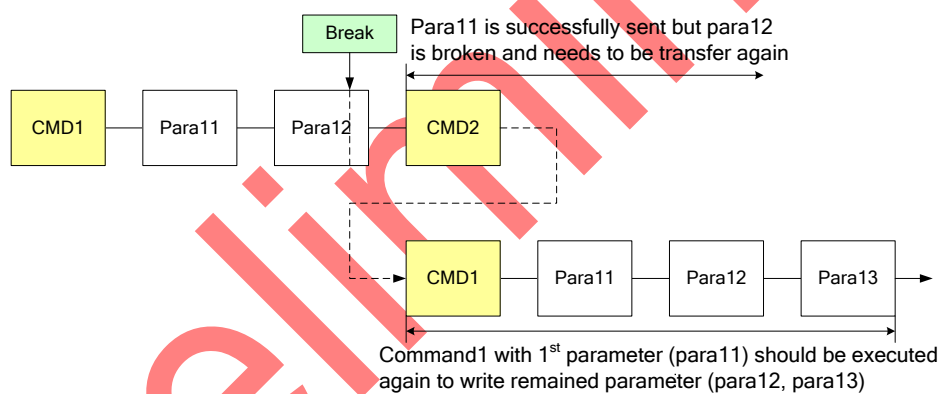 Break
Para11 is successfully sent but para12
is broken and needs to be transfer again
CMD1
Para11
Para12
CMD2
CMD1
Para11
Para12
Para13
Command1 with 1st parameter (para11) should be executed
again to write remained parameter (para12, para13)